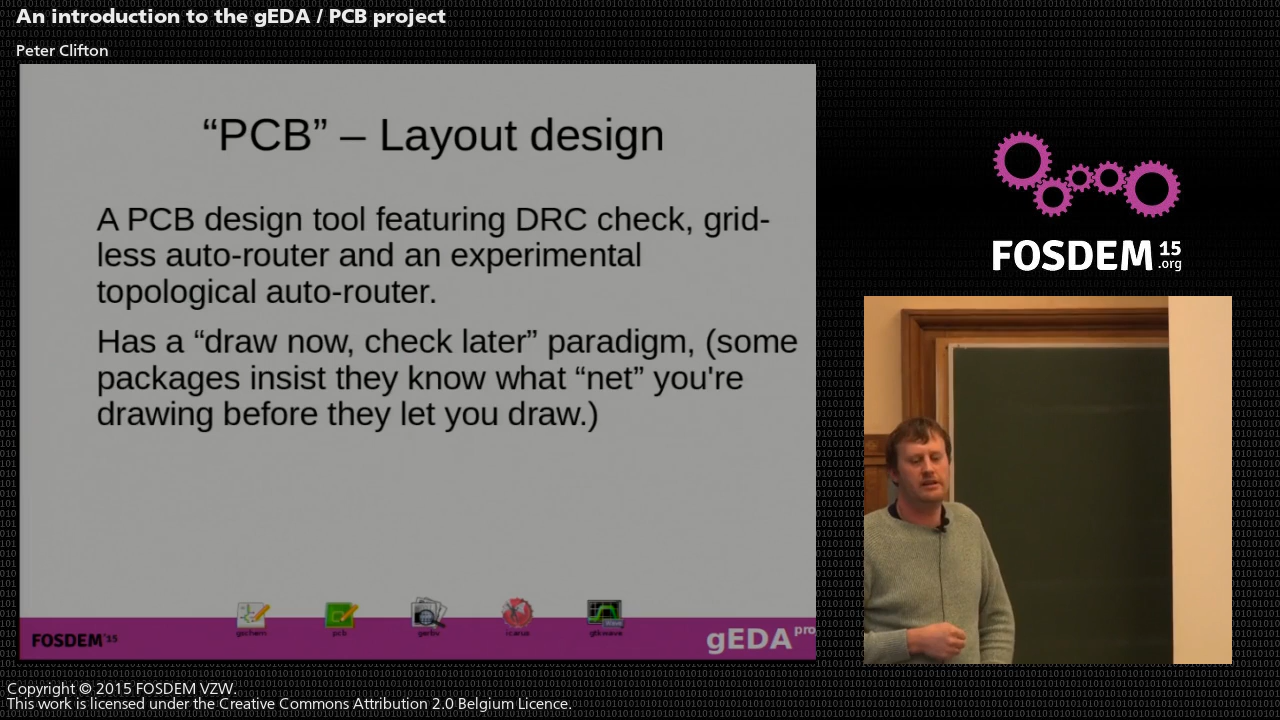 An introduction to the gEDA / PCB project
Peter Clifton
“PCB” – Layout design
A PCB design tool featuring DRC check, grid-
less auto-router and an experimental
topological auto-router.
Has a “draw now, check later” paradigm, (some
packages insist they know what “net” you're
drawing before they let you draw.)
gschem pcb gerbv icarus gtkwave
FOSDEM'15
gEDA pro
FOSDEM 15 .org
Copyright © 2015 FOSDEM VZW.
This work is licensed under the Creative Commons Attribution 2.0 Belgium Licence.